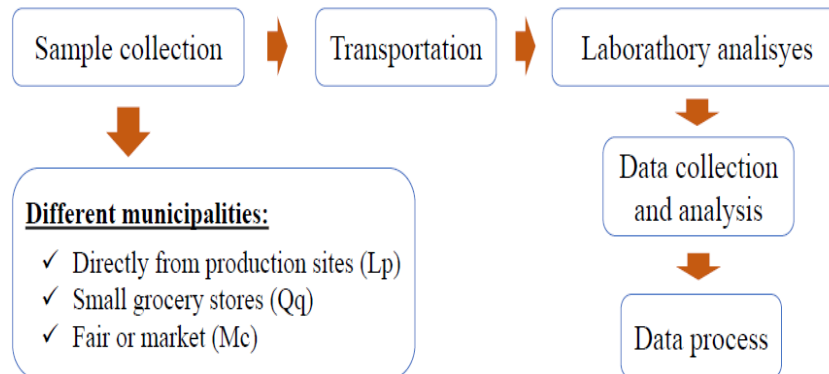 Sample collection
Transportation
Laborathory analisyes
Different municipalities:
✓ Directly from production sites (Lp)
✓ Small grocery stores (Qq)
✓ Fair or market (Mc)
Data collection
and analysis
Data process